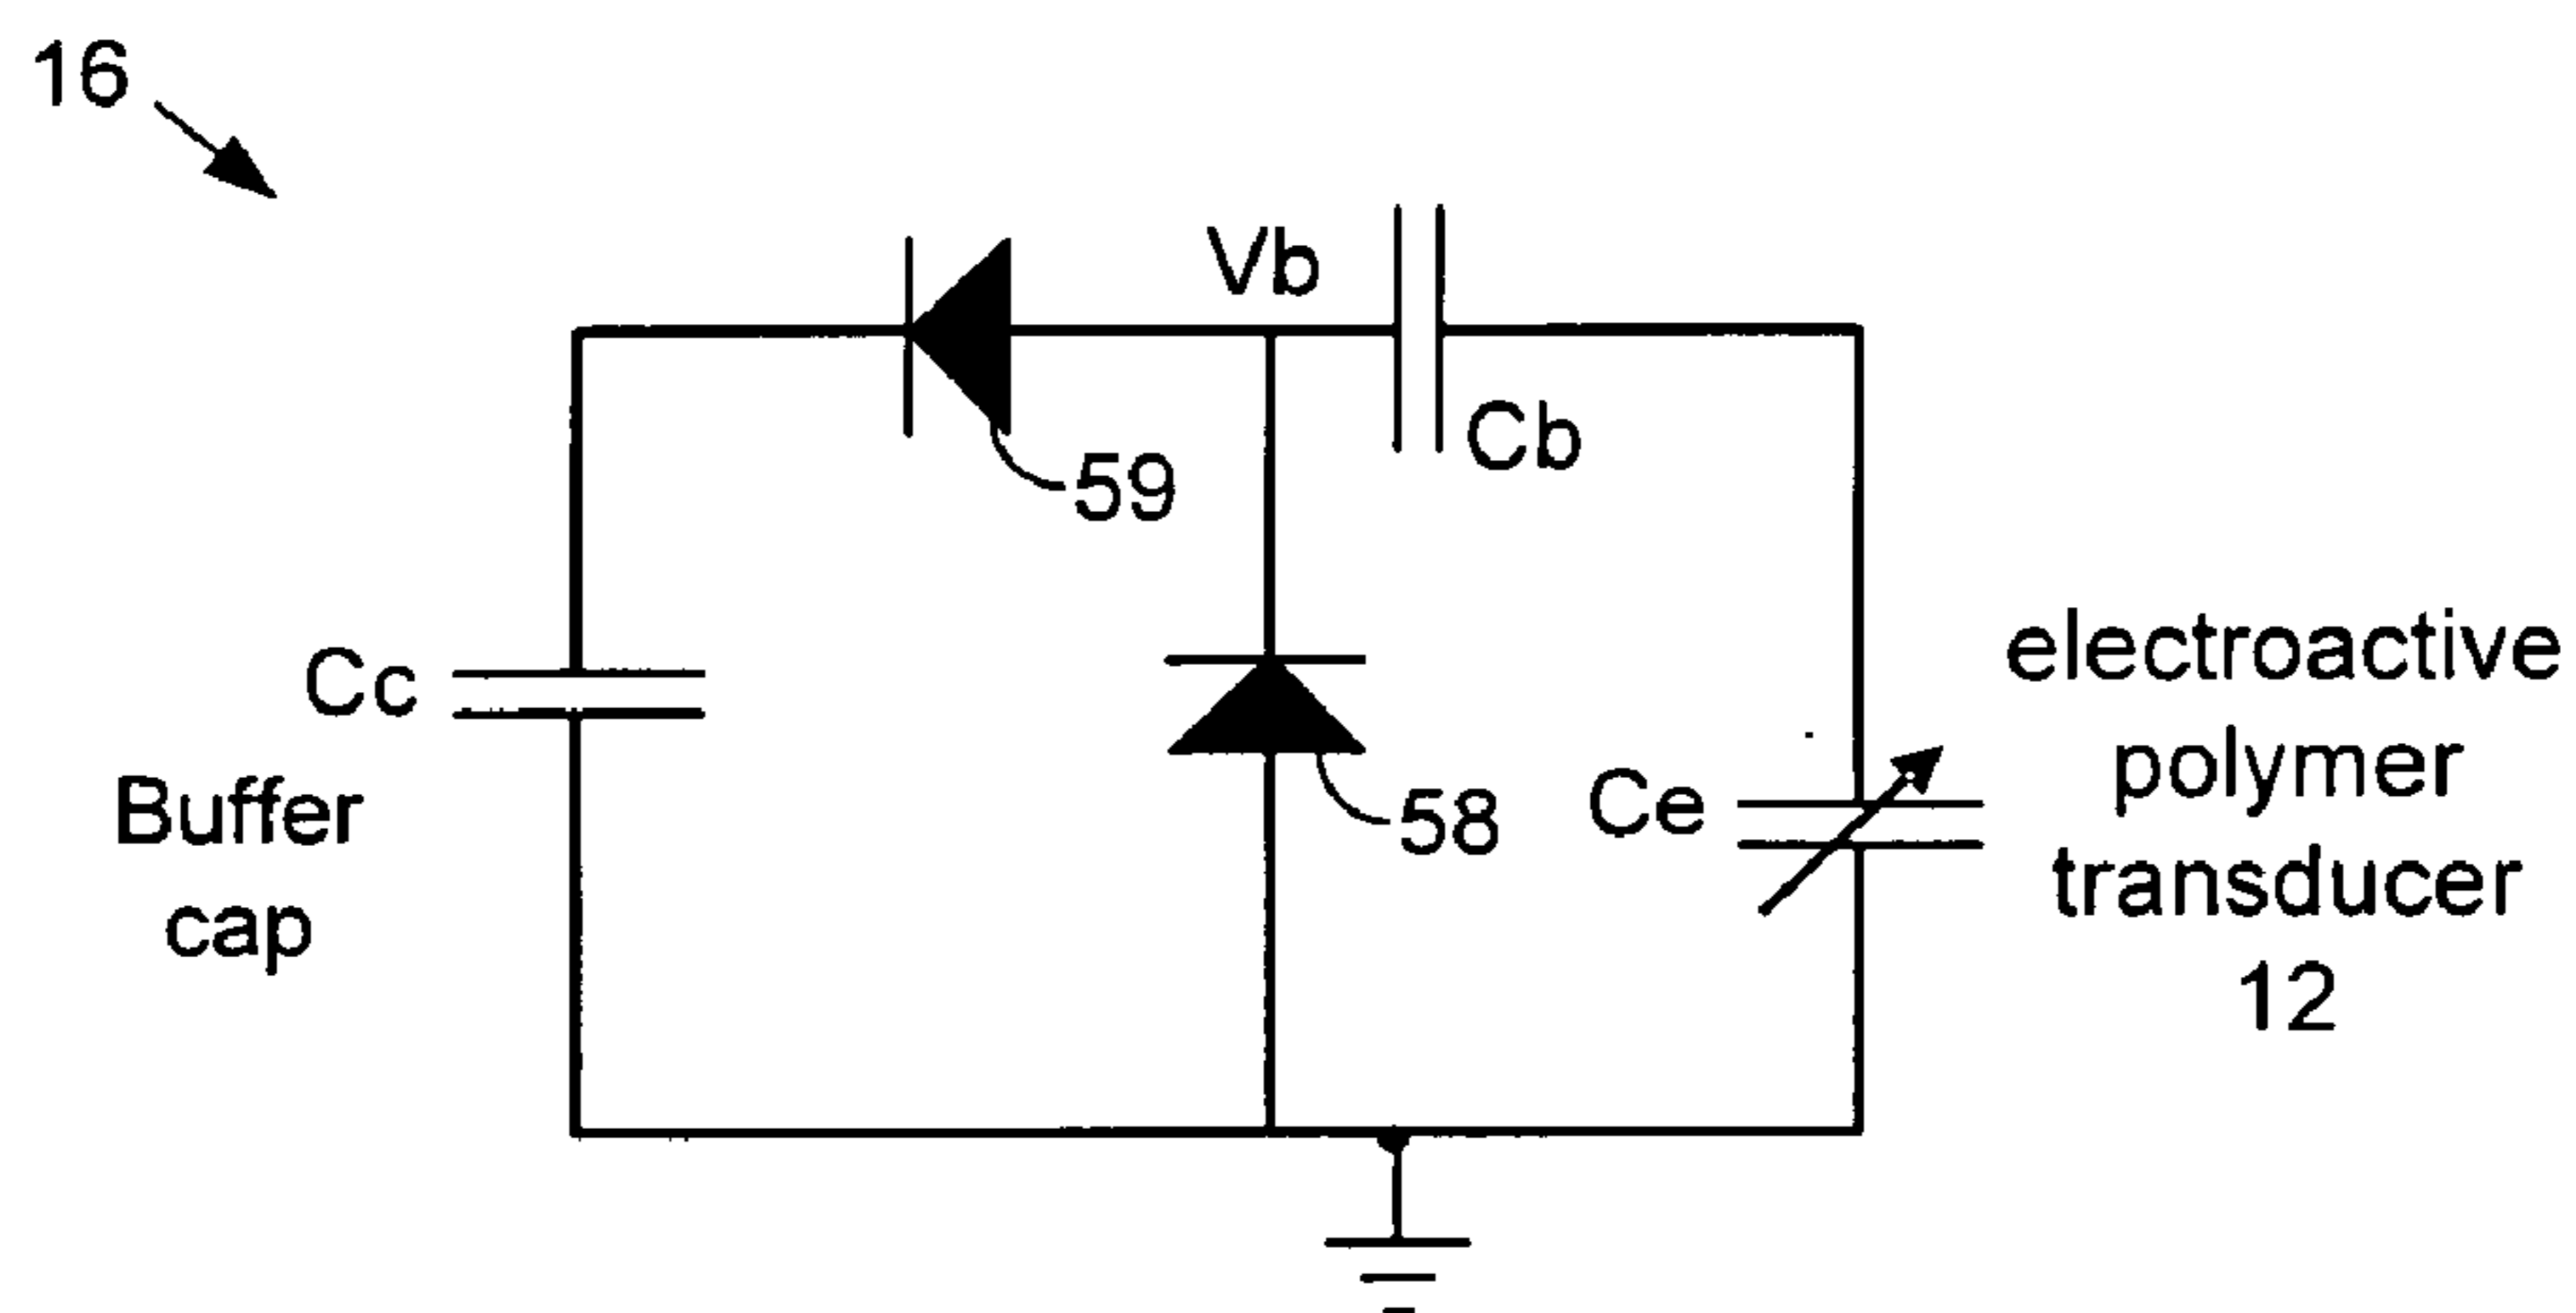 16
Vb
Cb
59
Cc
Buffer
cap
58
Ce
electroactive
polymer
transducer
12